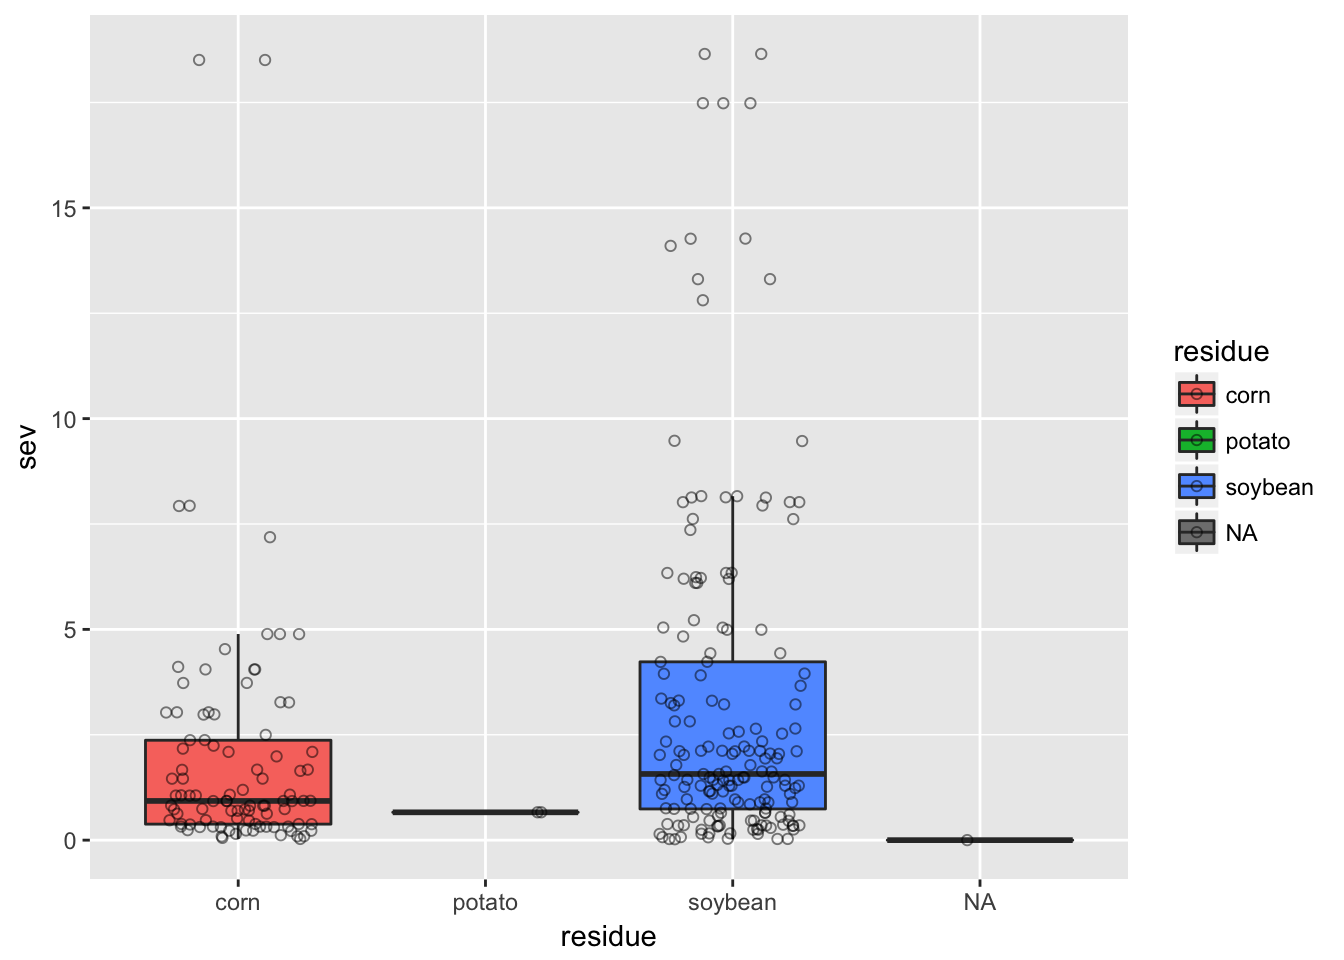 sev
15
10
5
0
corn potato soybean NA
residue
residue
corn
potato
soybean
NA